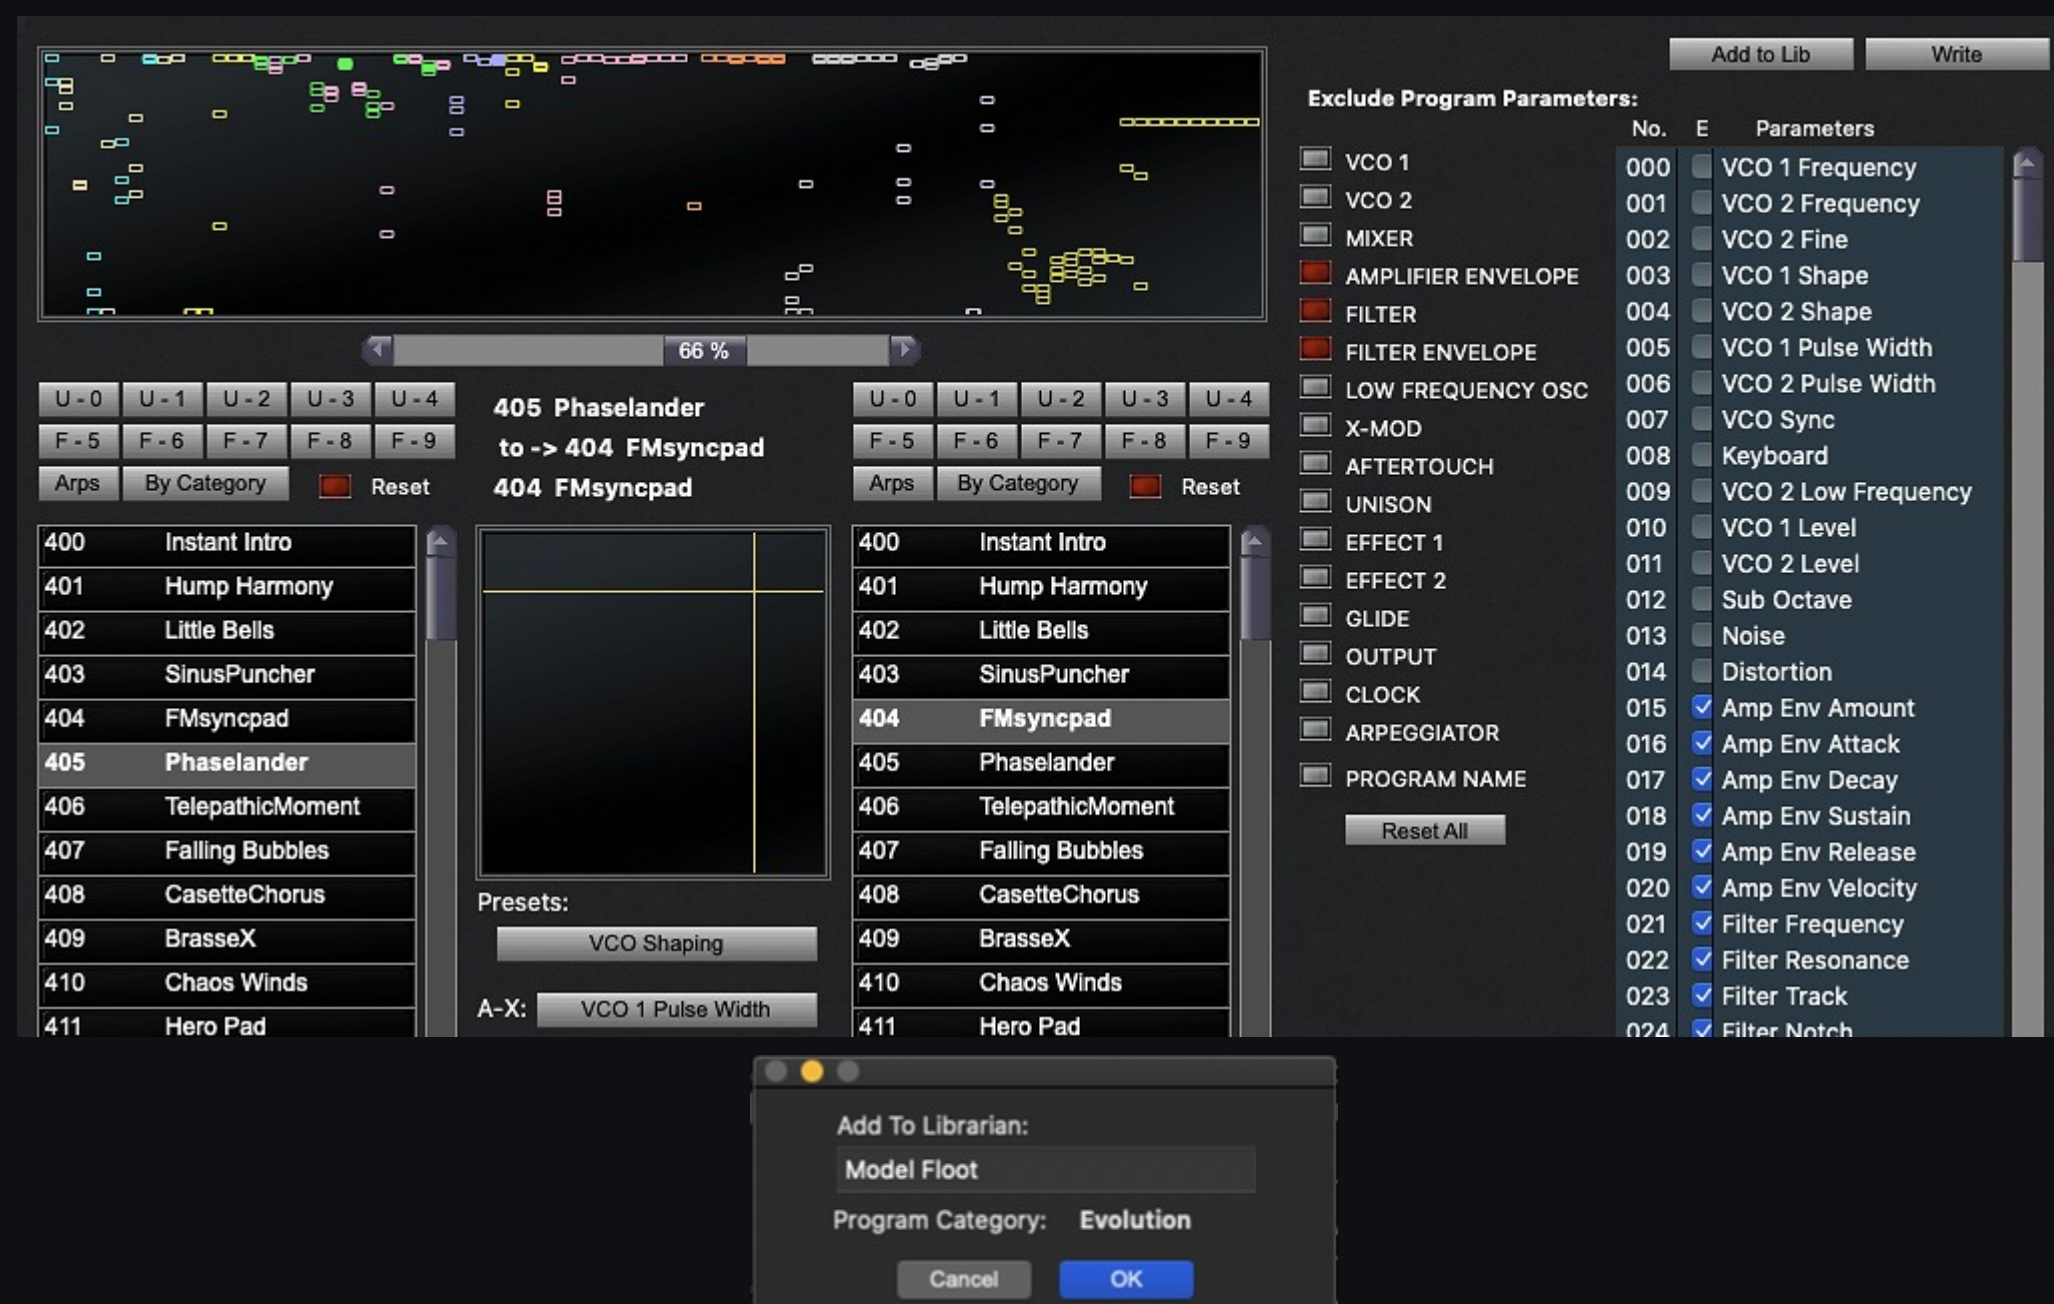 Add to Lib Write
Exclude Program Parameters:
No. E Parameters
VCO 1
VCO 2
MIXER
AMPLIFIER ENVELOPE
FILTER
FILTER ENVELOPE
LOW FREQUENCY OSC
X-MOD
AFTERTOUCH
UNISON
EFFECT 1
EFFECT 2
GLIDE
OUTPUT
CLOCK
ARPEGGIATOR
PROGRAM NAME
Reset All
000 VCO 1 Frequency
001 VCO 2 Frequency
002 VCO 2 Fine
003 VCO 1 Shape
004 VCO 2 Shape
005 VCO 1 Pulse Width
006 VCO 2 Pulse Width
007 VCO Sync
008 Keyboard
009 VCO 2 Low Frequency
010 VCO 1 Level
011 VCO 2 Level
012 Sub Octave
013 Noise
014 Distortion
015 Amp Env Amount
016 Amp Env Attack
017 Amp Env Decay
018 Amp Env Sustain
019 Amp Env Release
020 Amp Env Velocity
021 Filter Frequency
022 Filter Resonance
023 Filter Track
024 Filter Notch
66 %
U - 0 U - 1 U - 2 U - 3 U - 4
F - 5 F - 6 F - 7 F - 8 F - 9
Arps By Category Reset
400 Instant Intro
401 Hump Harmony
402 Little Bells
403 SinusPuncher
404 FMsyncpad
405 Phaselander
406 TelepathicMoment
407 Falling Bubbles
408 CasetteChorus
409 BrasseX
410 Chaos Winds
411 Hero Pad
405 Phaselander
to -> 404 FMsyncpad
404 FMsyncpad
Presets:
VCO Shaping
A-X: VCO 1 Pulse Width
U - 0 U - 1 U - 2 U - 3 U - 4
F - 5 F - 6 F - 7 F - 8 F - 9
Arps By Category Reset
400 Instant Intro
401 Hump Harmony
402 Little Bells
403 SinusPuncher
404 FMsyncpad
405 Phaselander
406 TelepathicMoment
407 Falling Bubbles
408 CasetteChorus
409 BrasseX
410 Chaos Winds
411 Hero Pad
Add To Librarian:
Model Floot
Program Category: Evolution
Cancel OK